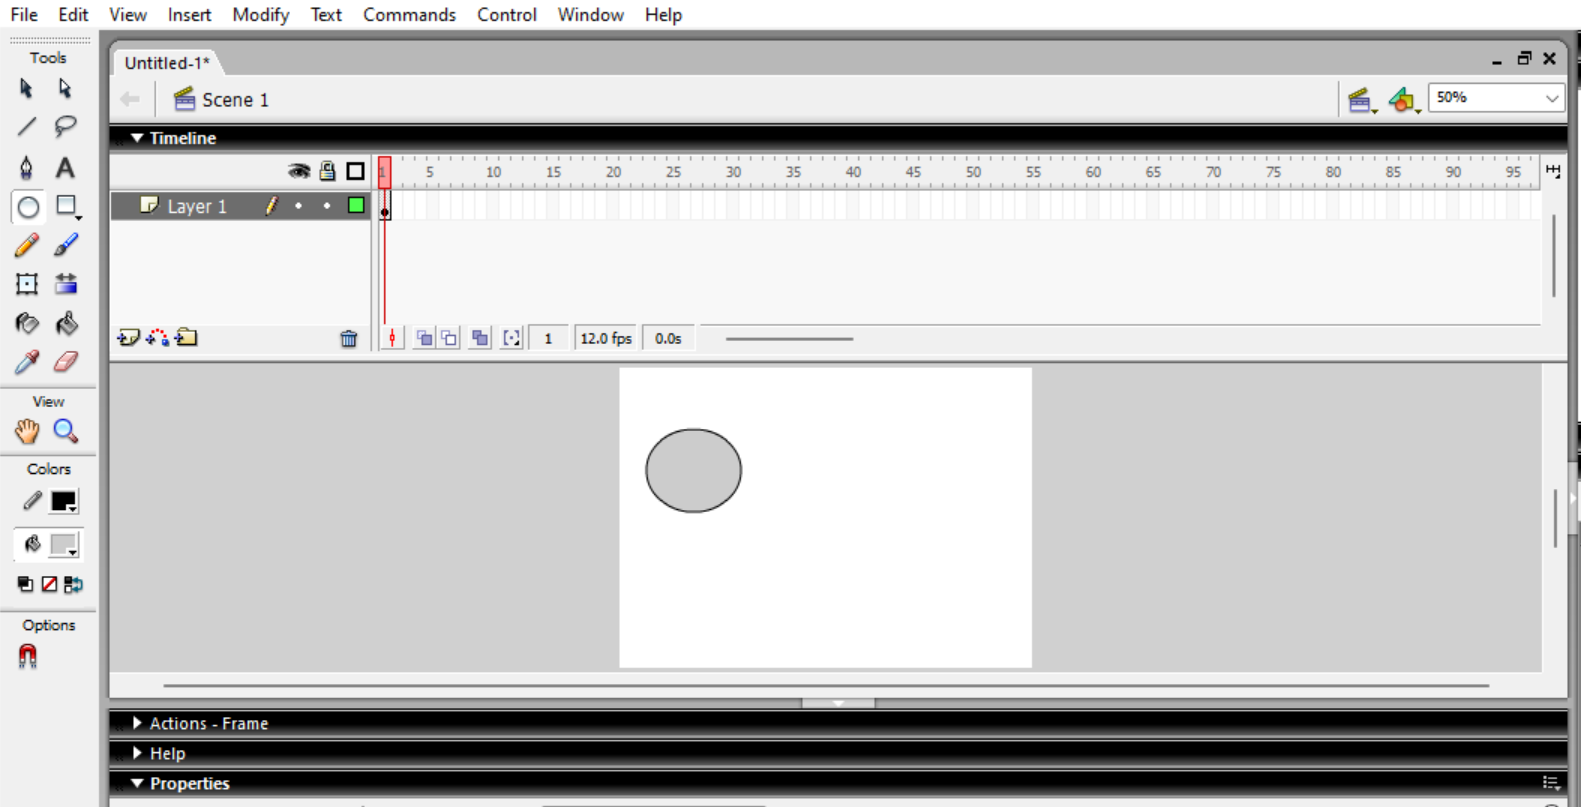 File Edit View Insert Modify Text Commands Control Window Help
Tools
Untitled-1*
Scene 1
50%
Timeline
1 5 10 15 20 25 30 35 40 45 50 55 60 65 70 75 80 85 90 95
Layer 1
1 12.0 fps 0.0s
View
Colors
Options
Actions - Frame
Help
Properties